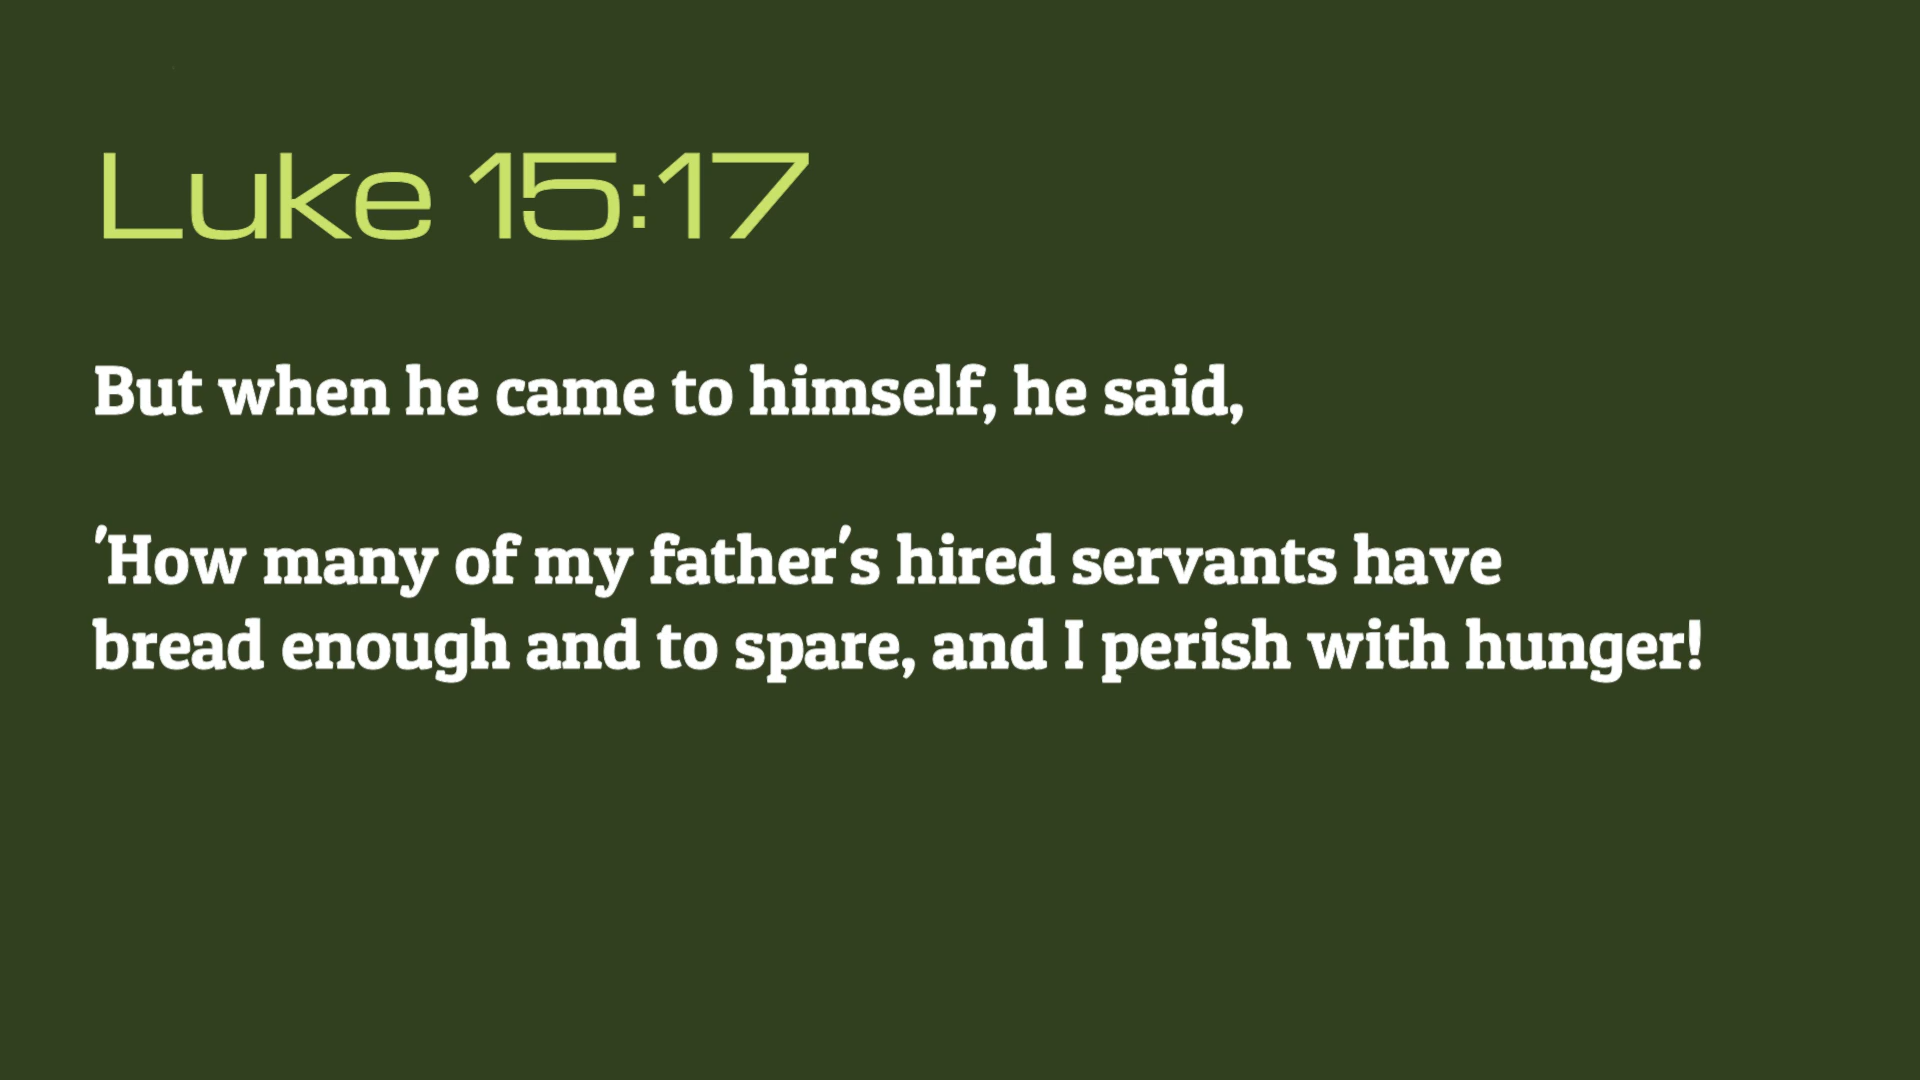 Luke 15:17
But when he came to himself, he said,
'How many of my father's hired servants have
bread enough and to spare, and I perish with hunger!